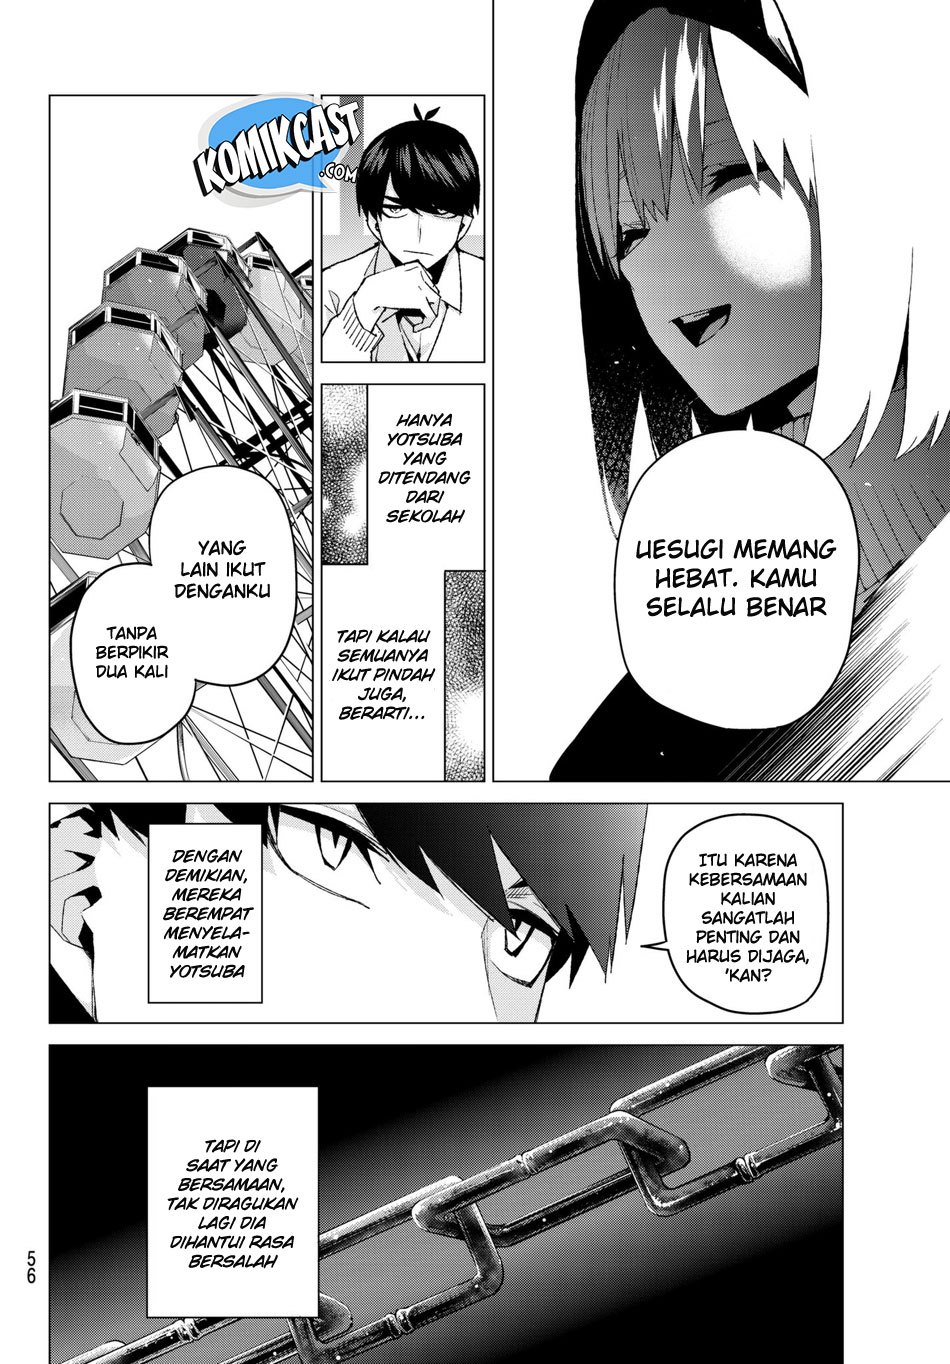 UESUGI MEMANG
HEBAT. KAMU
SELALU BENAR
HANYA
YOTSUBA
YANG
DITENDANG
DARI
SEKOLAH
TAPI KALAU
SEMUANYA
IKUT PINDAH
JUGA,
BERARTI...
KOMIKCAST
.COM
YANG
LAIN IKUT
DENGANKU
TANPA
BERPIKIR
DUA KALI
ITU KARENA
KEBERSAMAAN
KALIAN
SANGATLAH
PENTING DAN
HARUS DIJAGA,
'KAN?
DENGAN
DEMIKIAN,
MEREKA
BEREMPAT
MENYELA-
MATKAN
YOTSUBA
TAPI DI
SAAT YANG
BERSAMAAN,
TAK DIRAGUKAN
LAGI DIA
DIHANTUI RASA
BERSALAH
56